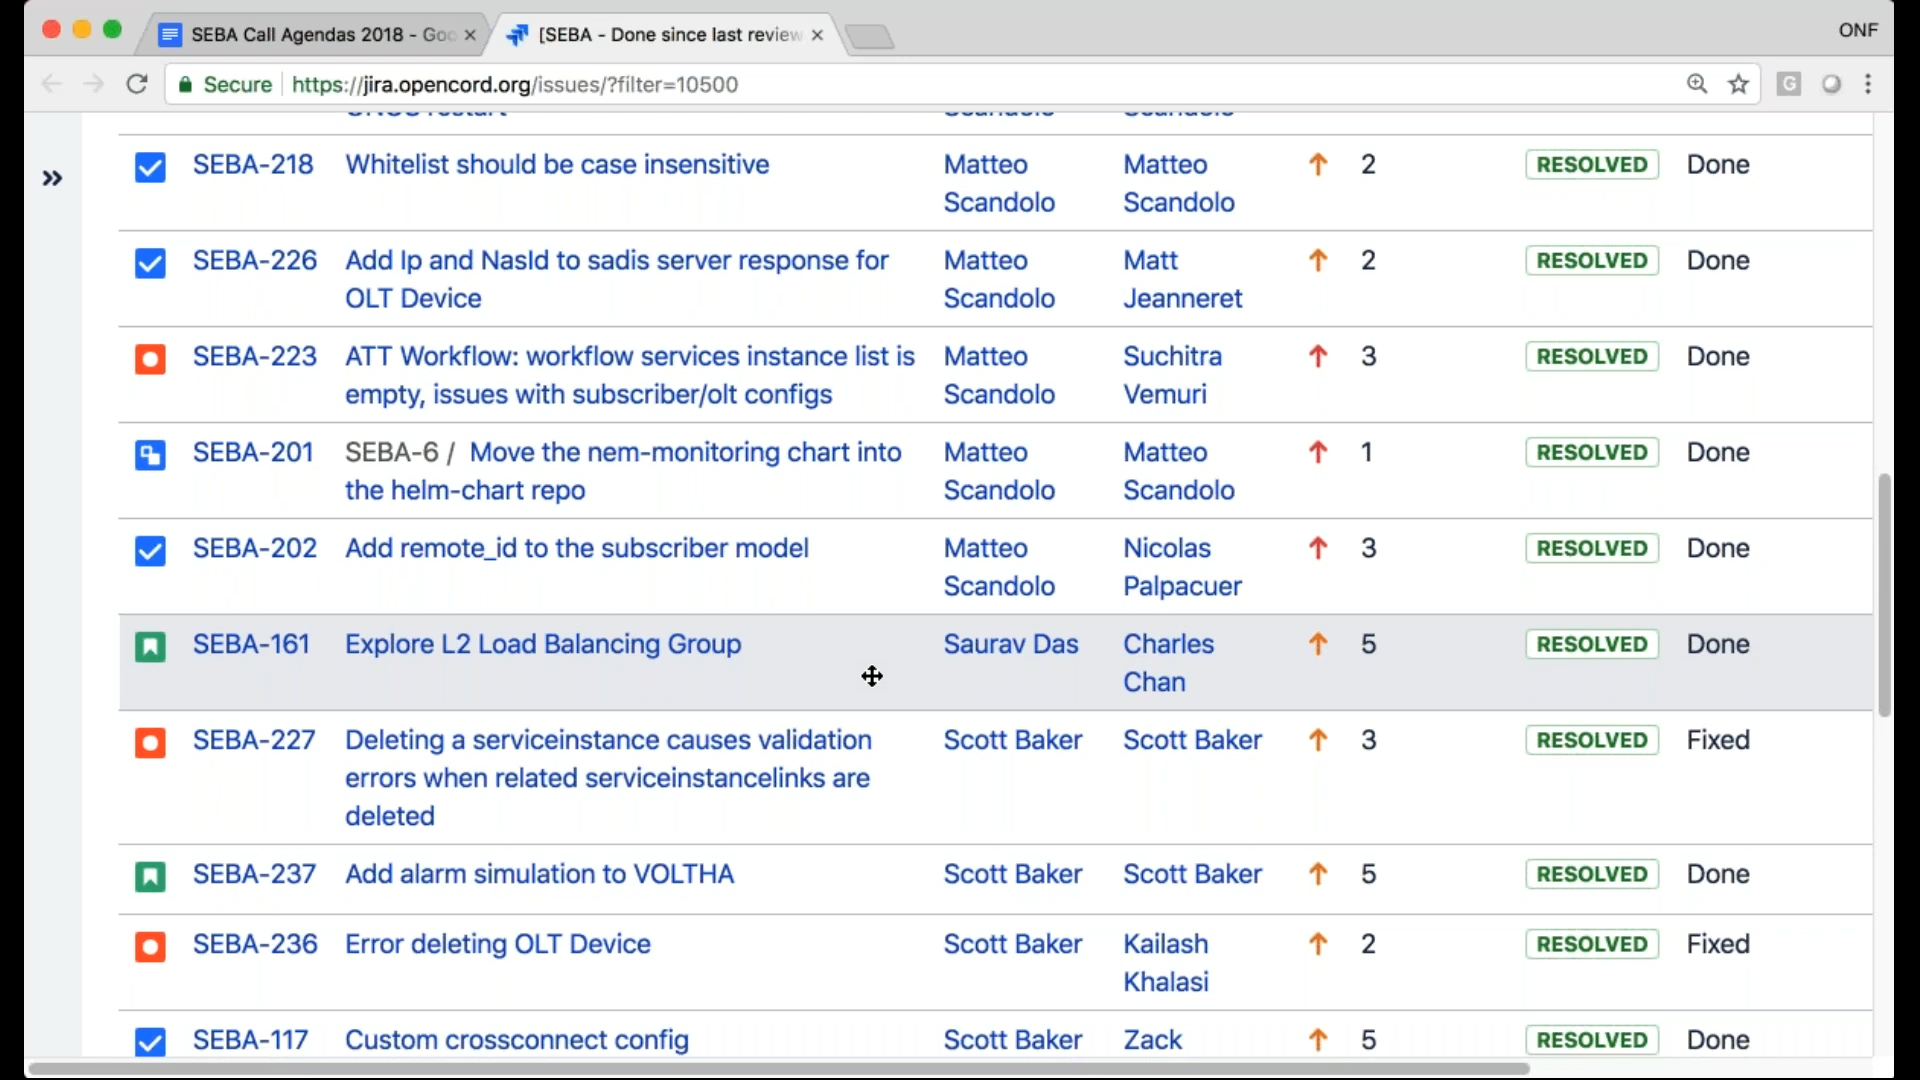 SEBA Call Agendas 2018 - Goo
[SEBA - Done since last review
ONF
Secure
https://jira.opencord.org/issues/?filter=10500
G
SEBA-218 Whitelist should be case insensitive Matteo Matteo 2 RESOLVED Done
Scandolo Scandolo
SEBA-226 Add Ip and NasId to sadis server response for Matteo Matt 2 RESOLVED Done
OLT Device Scandolo Jeanneret
SEBA-223 ATT Workflow: workflow services instance list is Matteo Suchitra 3 RESOLVED Done
empty, issues with subscriber/olt configs Scandolo Vemuri
SEBA-201 SEBA-6 / Move the nem-monitoring chart into Matteo Matteo 1 RESOLVED Done
the helm-chart repo Scandolo Scandolo
SEBA-202 Add remote_id to the subscriber model Matteo Nicolas 3 RESOLVED Done
Scandolo Palpacuer
SEBA-161 Explore L2 Load Balancing Group Saurav Das Charles 5 RESOLVED Done
Chan
SEBA-227 Deleting a serviceinstance causes validation Scott Baker Scott Baker 3 RESOLVED Fixed
errors when related serviceinstancelinks are
deleted
SEBA-237 Add alarm simulation to VOLTHA Scott Baker Scott Baker 5 RESOLVED Done
SEBA-236 Error deleting OLT Device Scott Baker Kailash 2 RESOLVED Fixed
Khalasi
SEBA-117 Custom crossconnect config Scott Baker Zack 5 RESOLVED Done